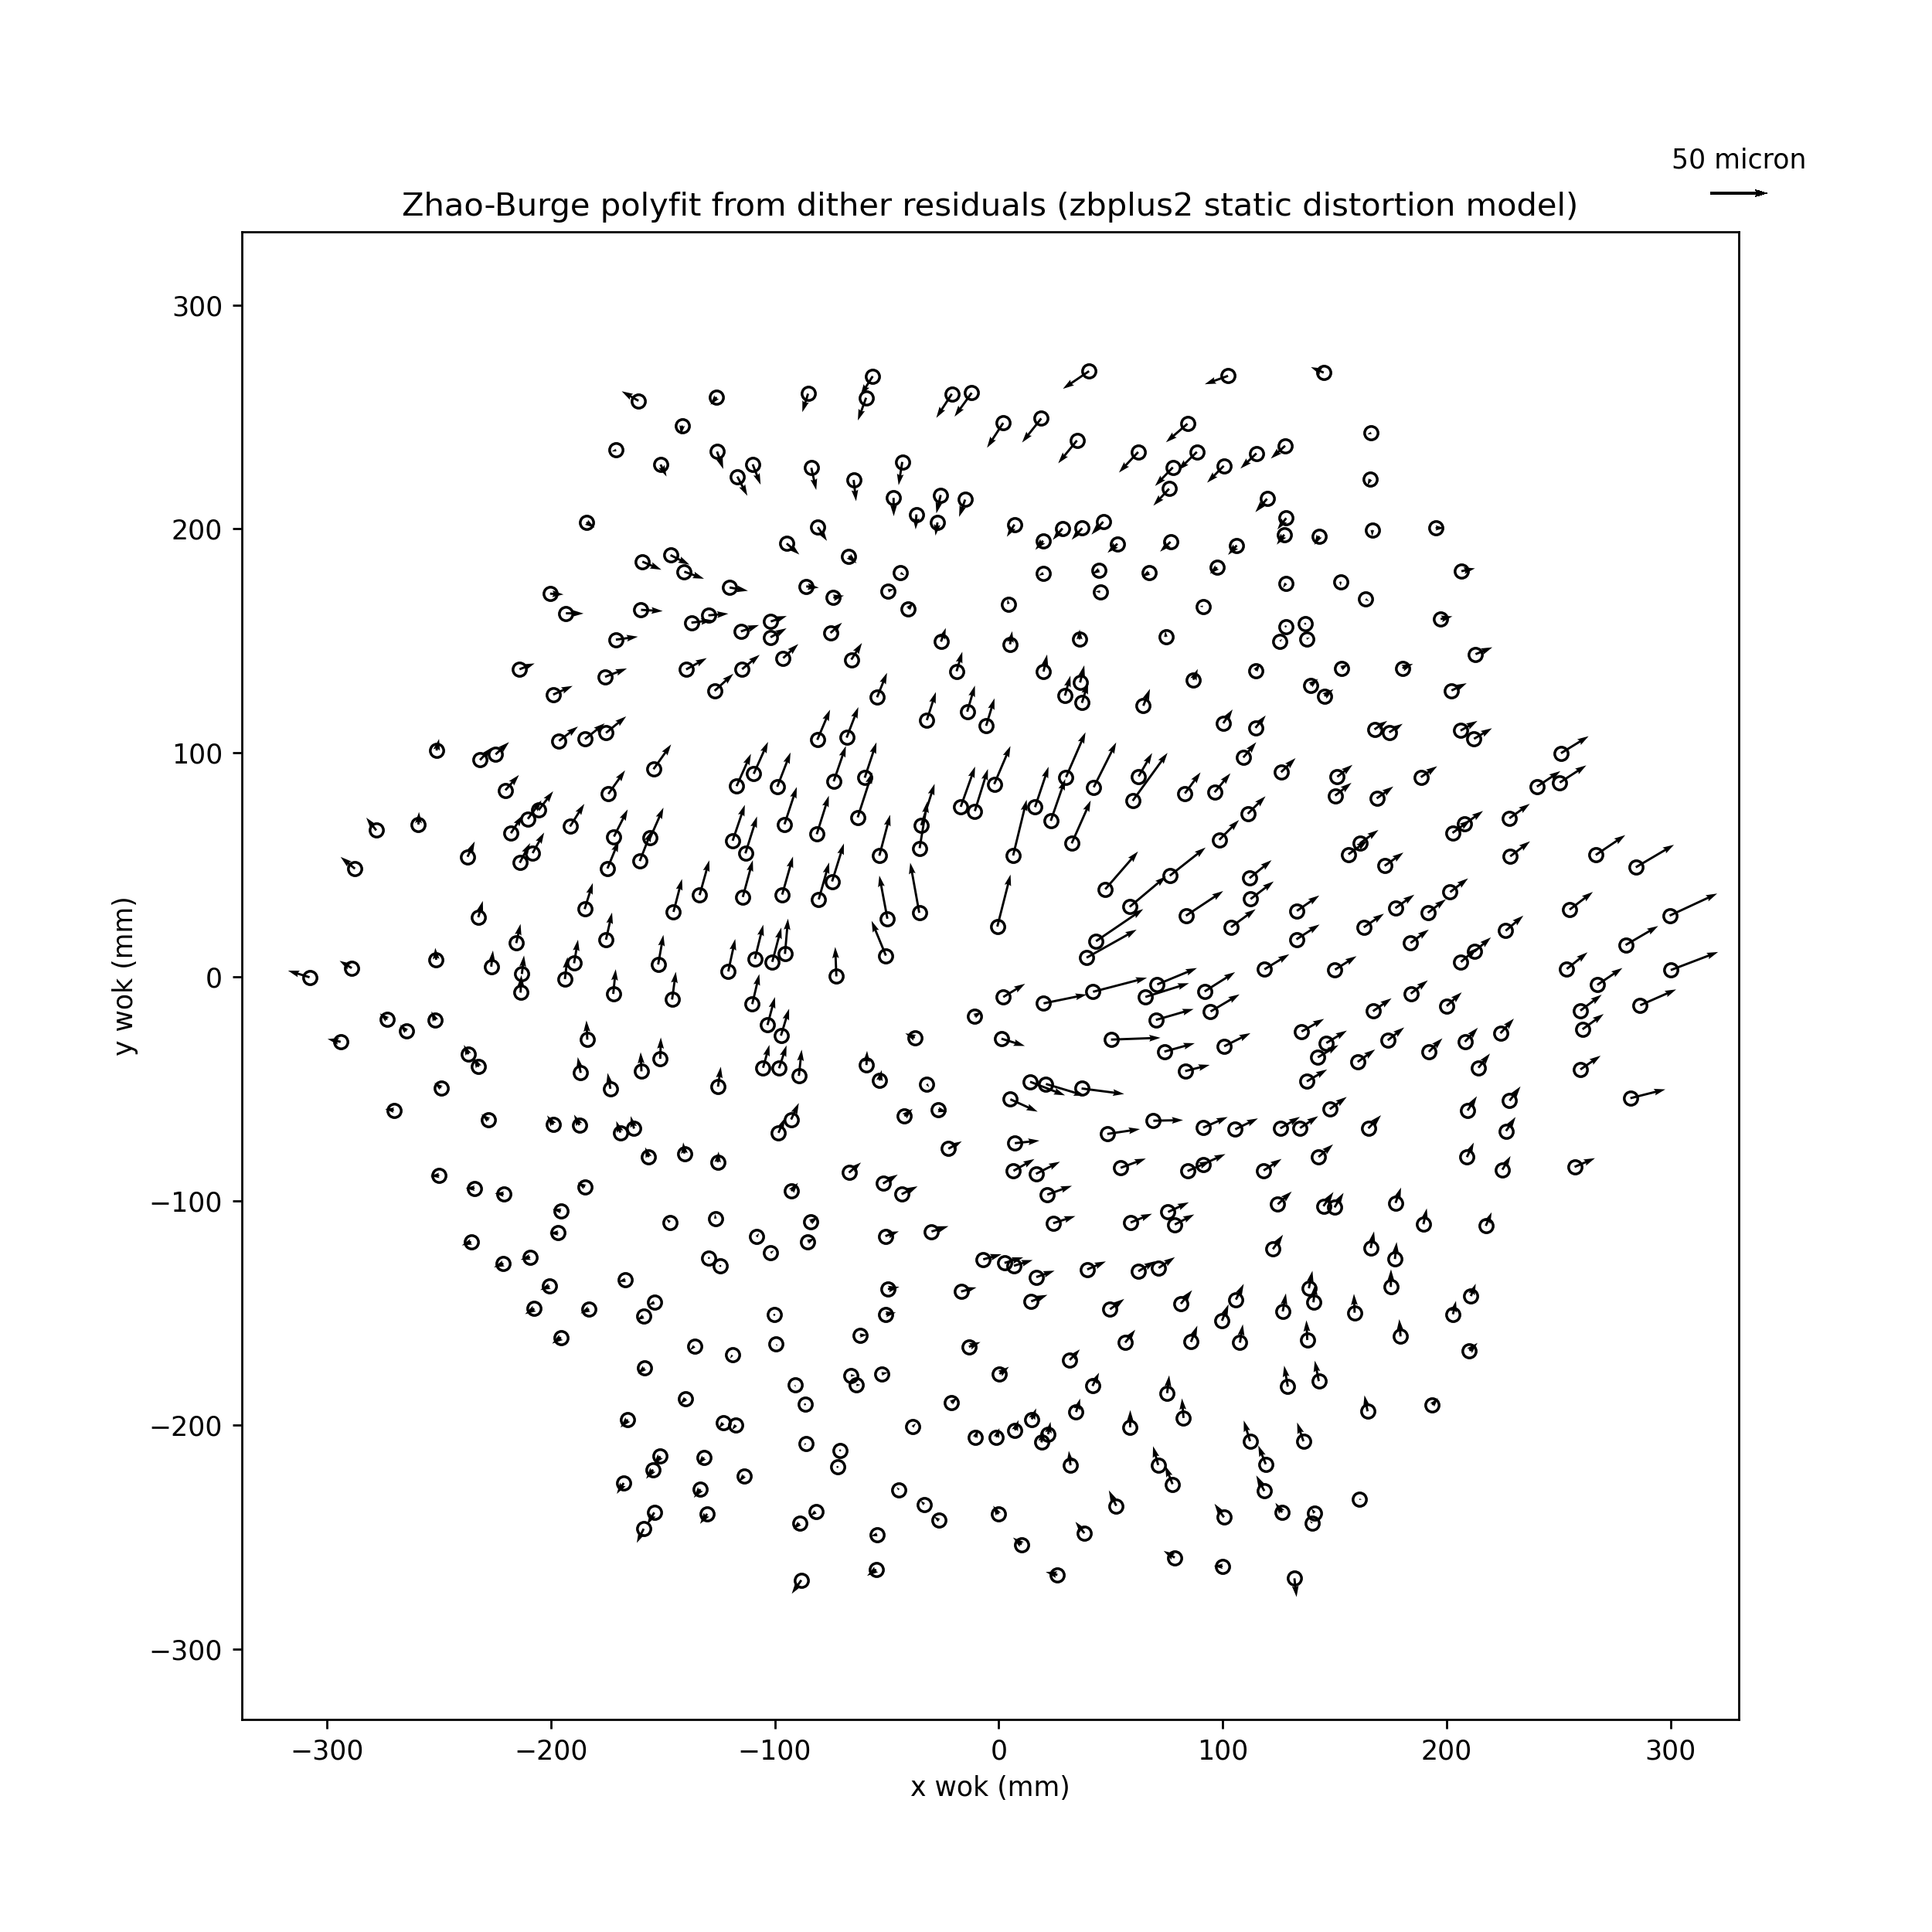 50 micron
Zhao-Burge polyfit from dither residuals (zbplus2 static distortion model)
300
200
100
0
−100
−200
−300
y wok (mm)
−300 −200 −100 0 100 200 300
x wok (mm)